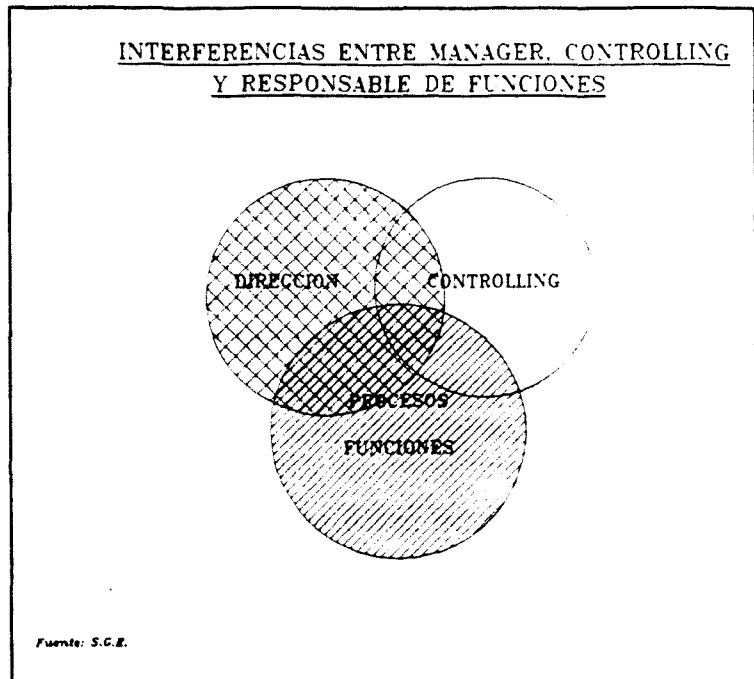 INTERFERENCIAS ENTRE MANAGER, CONTROLLING
Y RESPONSABLE DE FUNCIONES
DIRECCION
CONTROLLING
PROCESOS
FUNCIONES
Fuente: S.G.E.